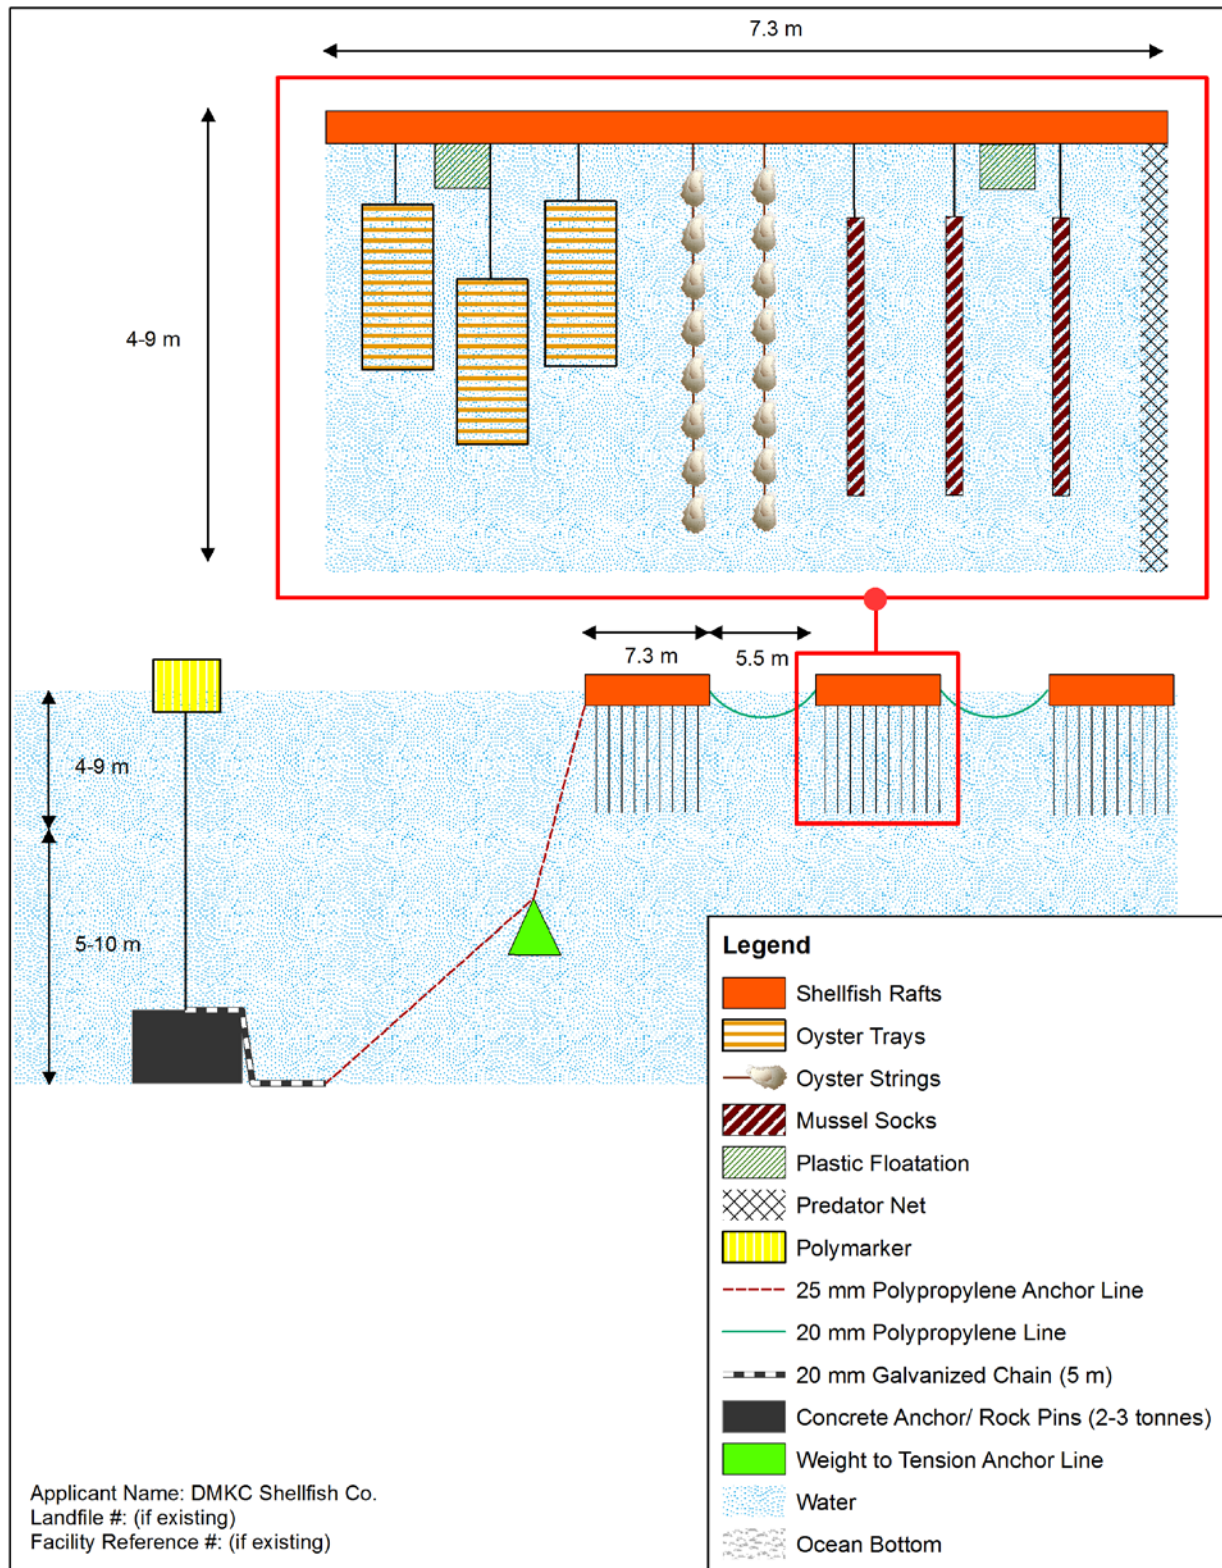 7.3 m
4-9 m
7.3 m
5.5 m
4-9 m
5-10 m
Legend
Shellfish Rafts
Oyster Trays
Oyster Strings
Mussel Socks
Plastic Floatation
Predator Net
Polymarker
25 mm Polypropylene Anchor Line
20 mm Polypropylene Line
20 mm Galvanized Chain (5 m)
Concrete Anchor/ Rock Pins (2-3 tonnes)
Weight to Tension Anchor Line
Water
Ocean Bottom
Applicant Name: DMKC Shellfish Co.
Landfile #: (if existing)
Facility Reference #: (if existing)